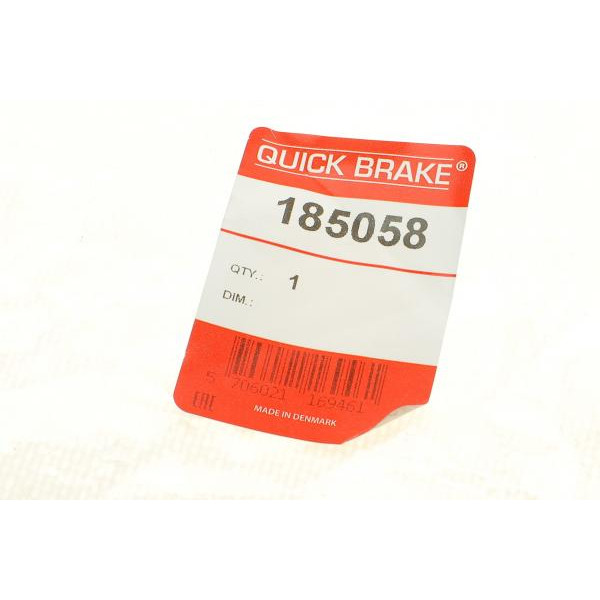 QUICK BRAKE®
185058
QTY.: 1
DIM.:
5 706021 169461
EAC
MADE IN DENMARK